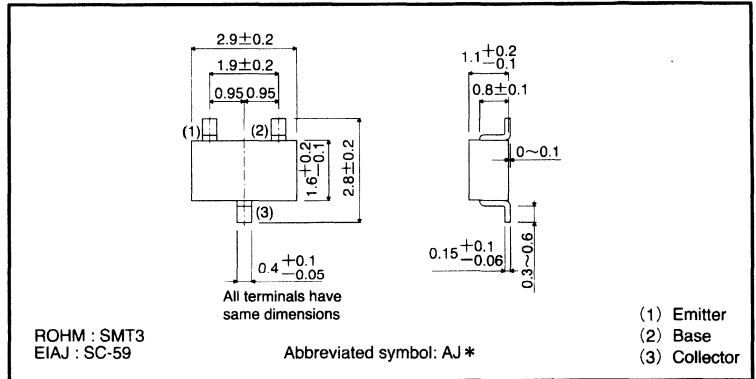 2.9±0.2
1.9±0.2
0.95 0.95
(1)
(2)
1.6 +0.2 −0.1
2.8±0.2
(3)
0.4 +0.1 −0.05
All terminals have
same dimensions
1.1 +0.2 −0.1
0.8±0.1
0~0.1
0.15 +0.1 −0.06
0.3~0.6
ROHM : SMT3
EIAJ : SC-59
Abbreviated symbol: AJ*
(1) Emitter
(2) Base
(3) Collector